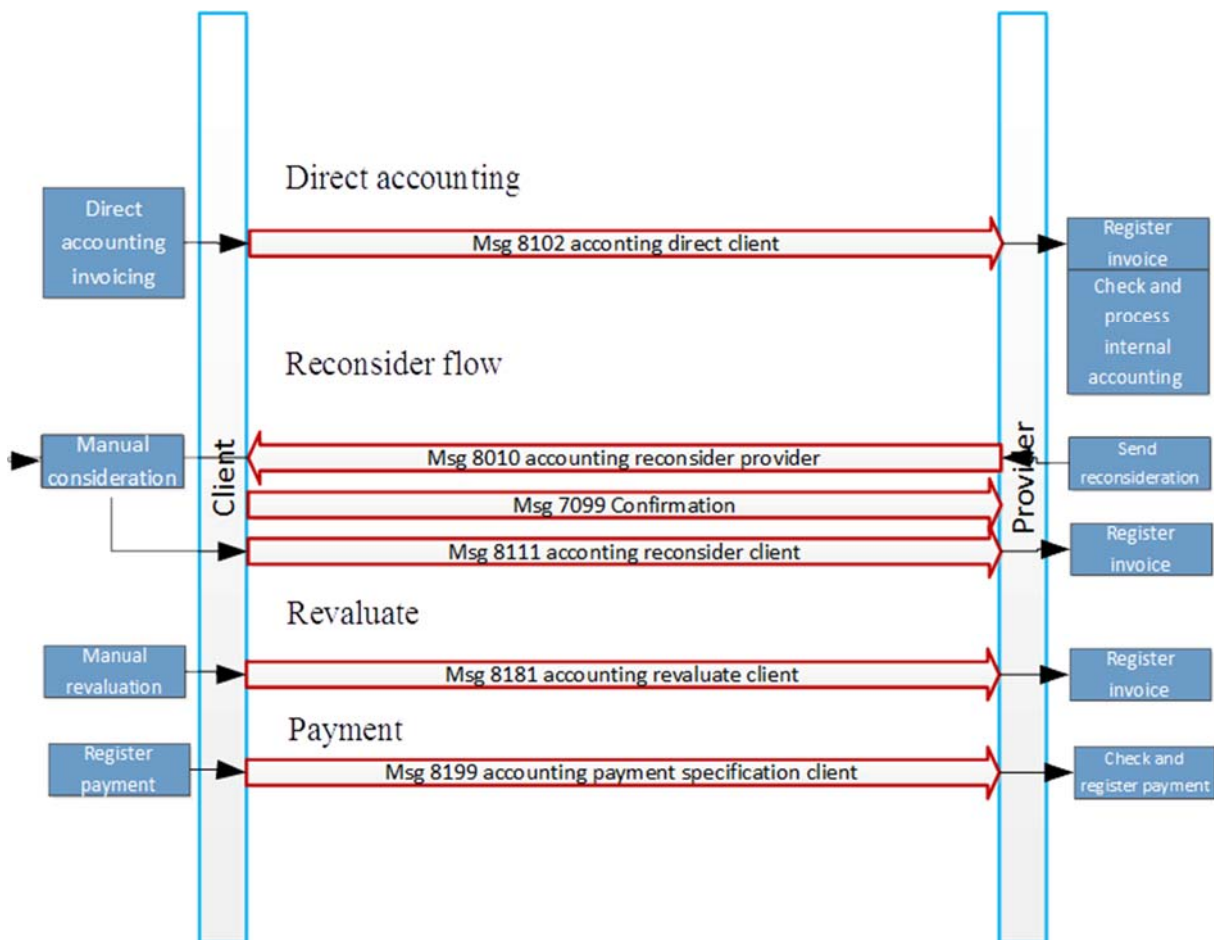 Direct accounting
Direct
accounting
invoicing
Msg 8102 acconting direct client
Register
invoice
Check and
process
internal
accounting
Reconsider flow
Manual
consideration
Client
Msg 8010 accounting reconsider provider
Provider
Send
reconsideration
Msg 7099 Confirmation
Msg 8111 acconting reconsider client
Register
invoice
Revaluate
Manual
revaluation
Msg 8181 accounting revaluate client
Register
invoice
Payment
Register
payment
Msg 8199 accounting payment specification client
Check and
register payment